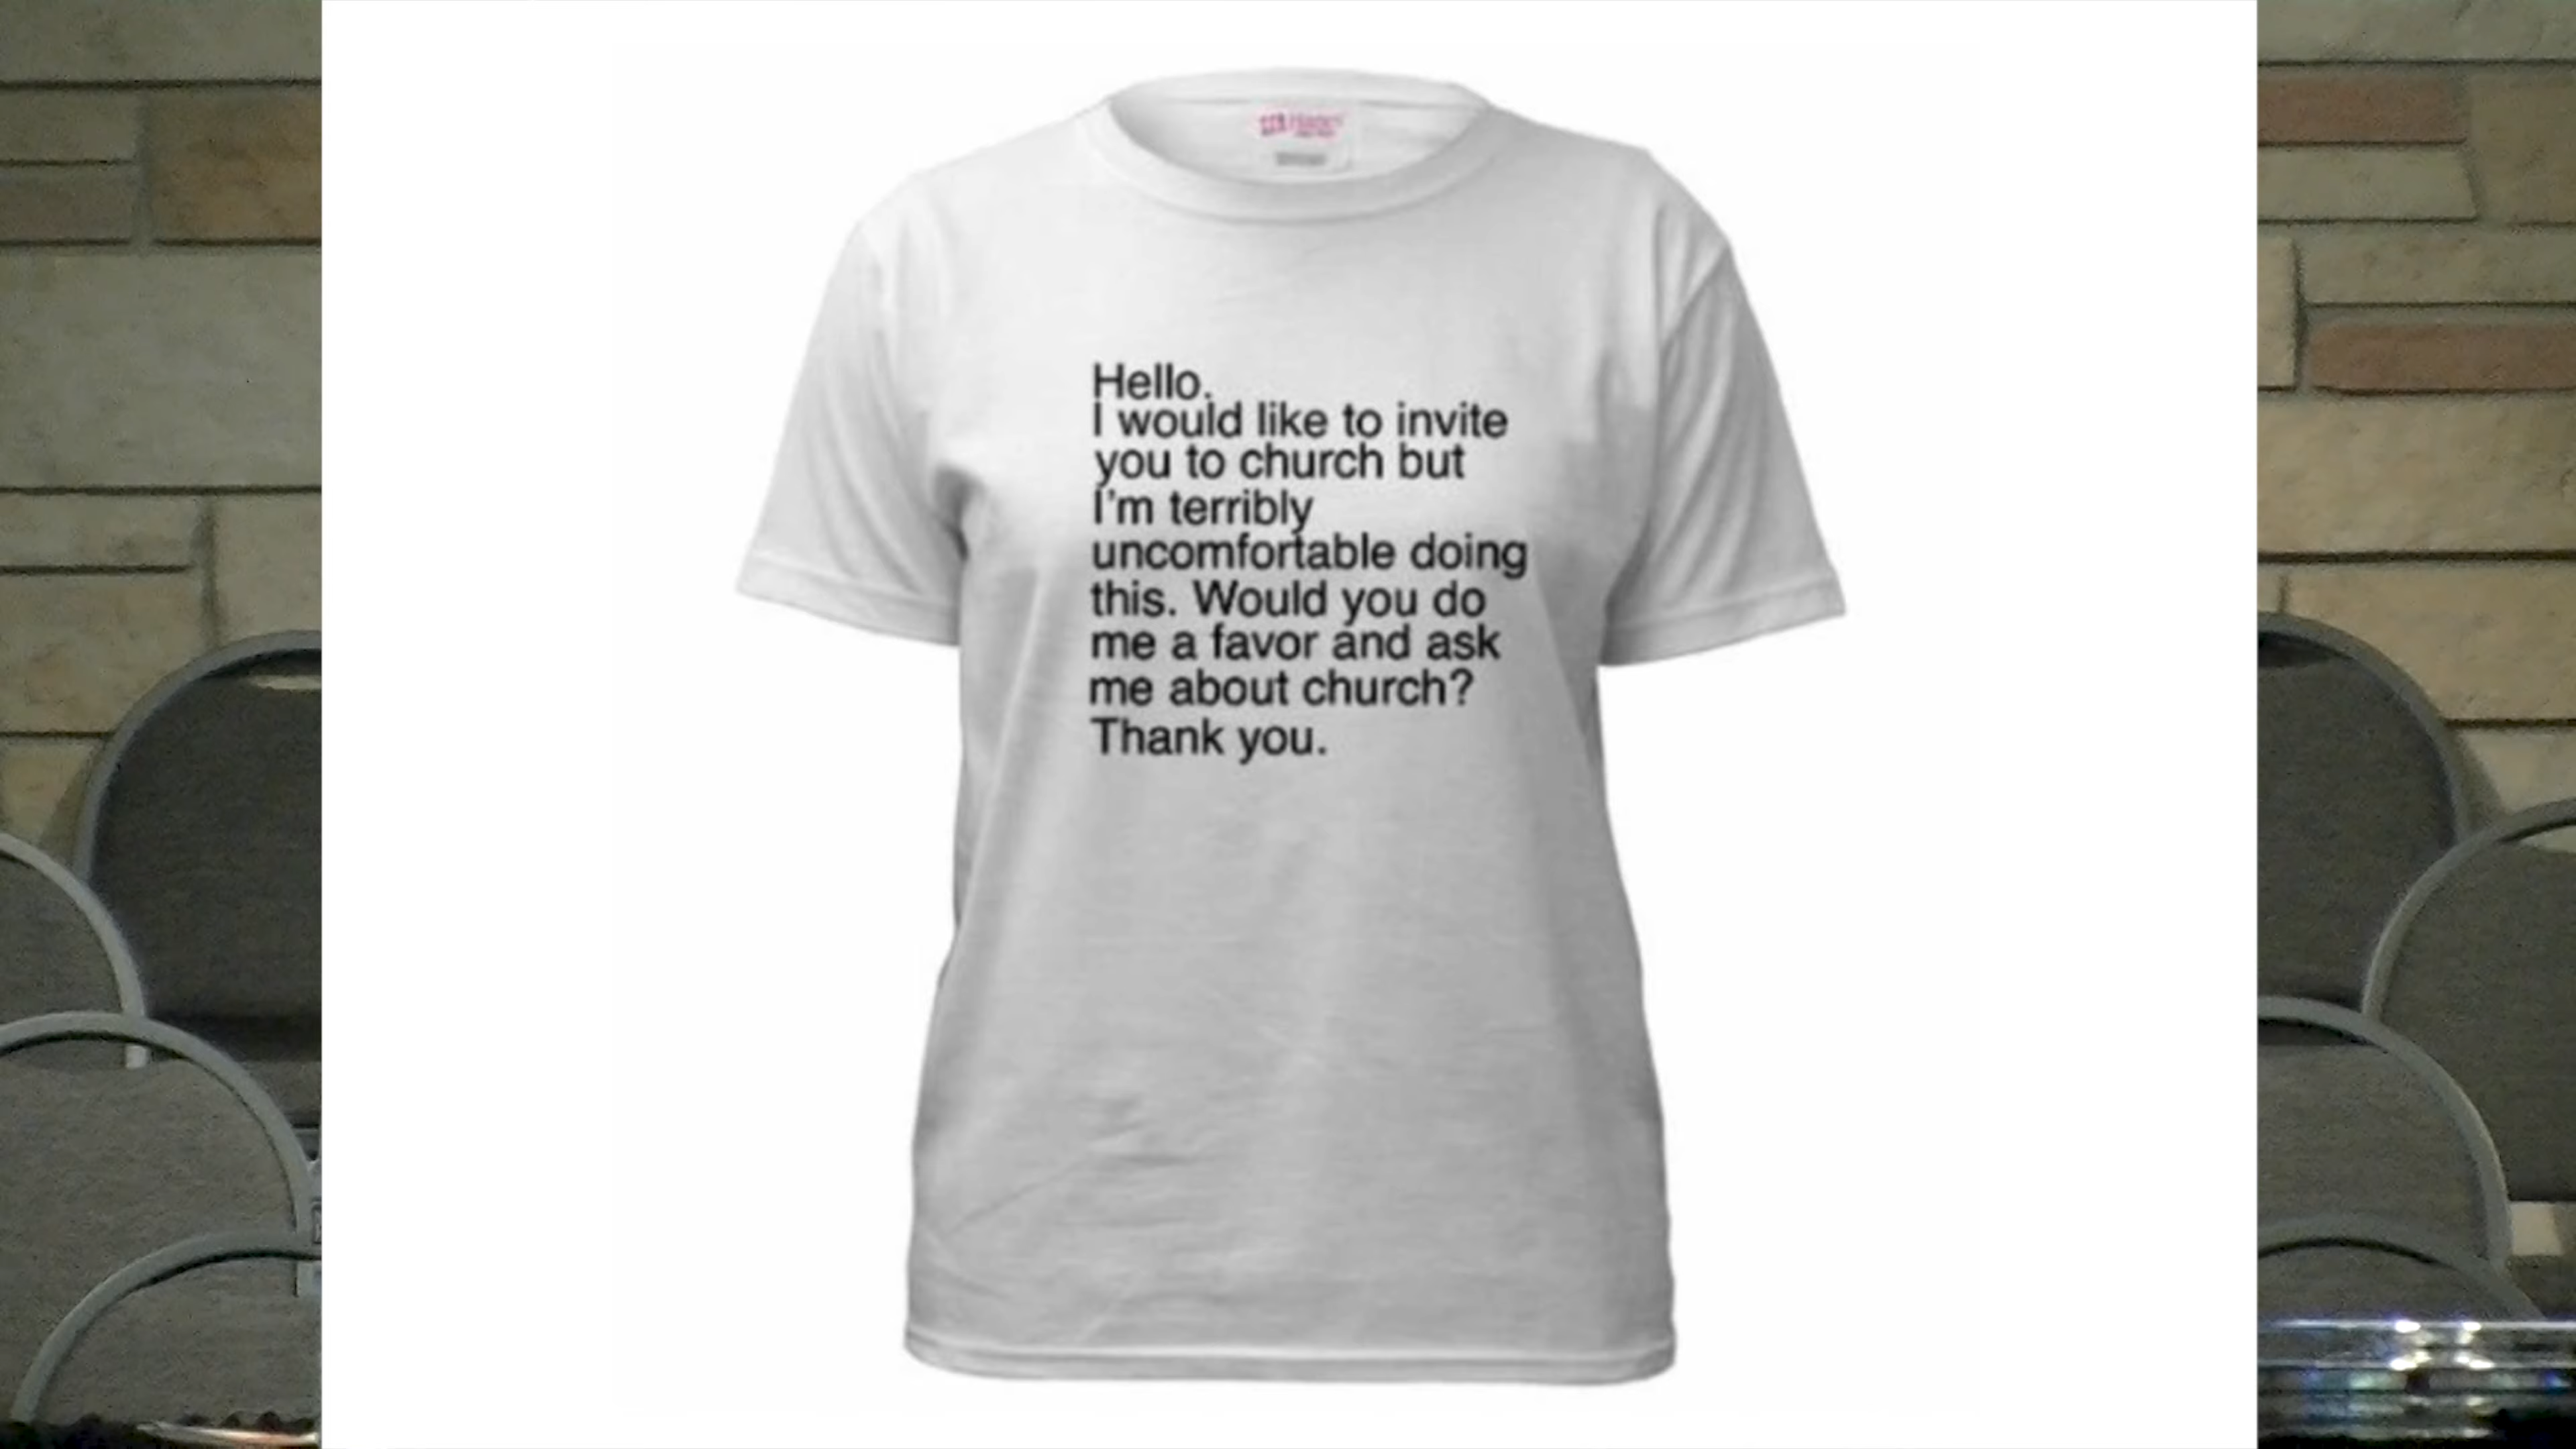 Hello.
I would like to invite
you to church but
I'm terribly
uncomfortable doing
this. Would you do
me a favor and ask
me about church?
Thank you.